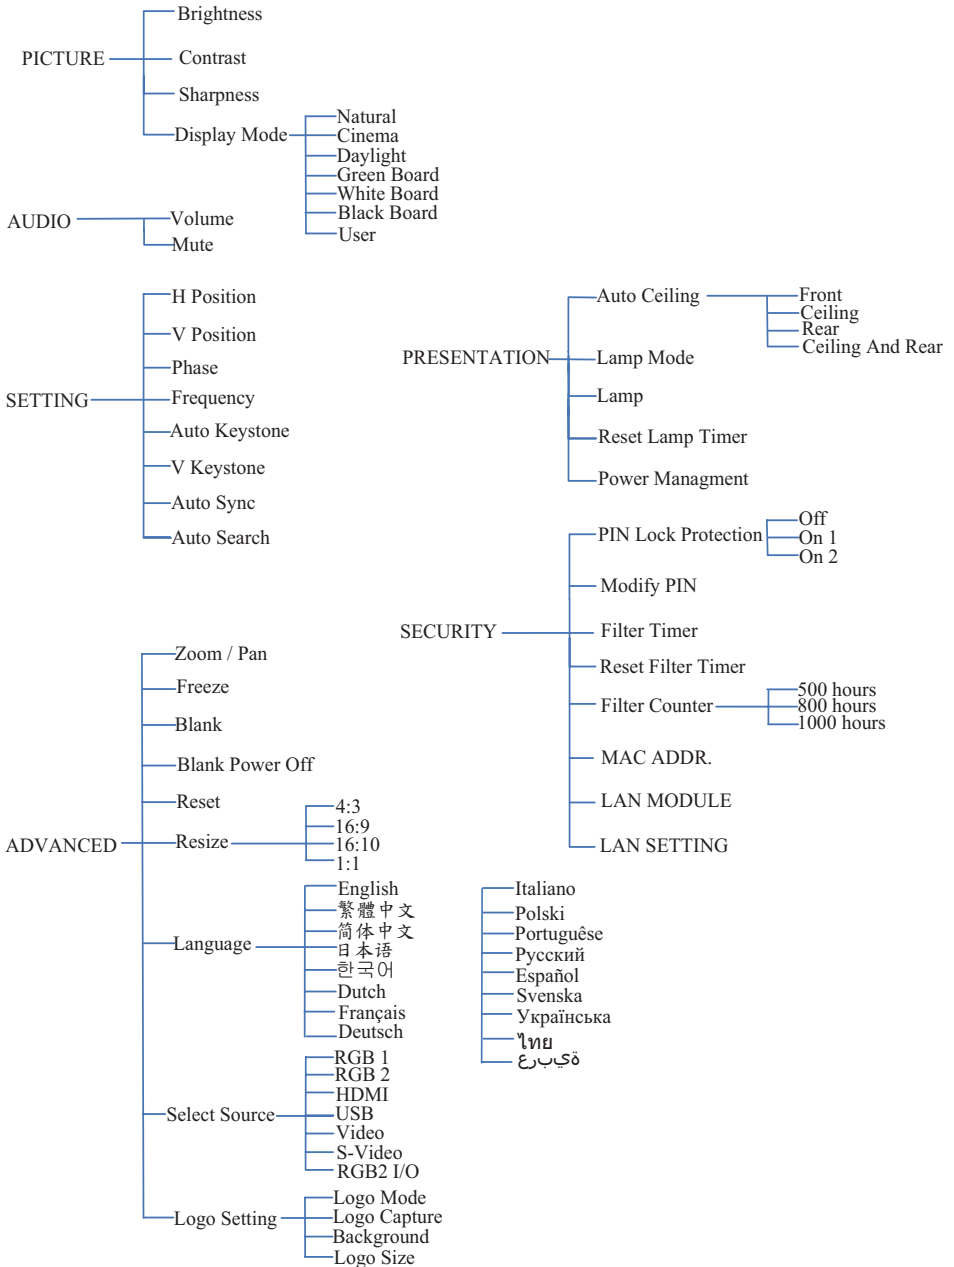 PICTURE
Brightness
Contrast
Sharpness
Display Mode
Natural
Cinema
Daylight
Green Board
White Board
Black Board
User
AUDIO
Volume
Mute
SETTING
H Position
V Position
Phase
Frequency
Auto Keystone
V Keystone
Auto Sync
Auto Search
PRESENTATION
Auto Ceiling
Front
Ceiling
Rear
Ceiling And Rear
Lamp Mode
Lamp
Reset Lamp Timer
Power Managment
SECURITY
PIN Lock Protection
Off
On 1
On 2
Modify PIN
Filter Timer
Reset Filter Timer
Filter Counter
500 hours
800 hours
1000 hours
MAC ADDR.
LAN MODULE
LAN SETTING
ADVANCED
Zoom / Pan
Freeze
Blank
Blank Power Off
Reset
Resize
4:3
16:9
16:10
1:1
Language
English
繁體中文
简体中文
日本语
한국어
Dutch
Français
Deutsch
Italiano
Polski
Portuguêse
Русский
Español
Svenska
Українська
ไทย
ةيبرع
Select Source
RGB 1
RGB 2
HDMI
USB
Video
S-Video
RGB2 I/O
Logo Setting
Logo Mode
Logo Capture
Background
Logo Size